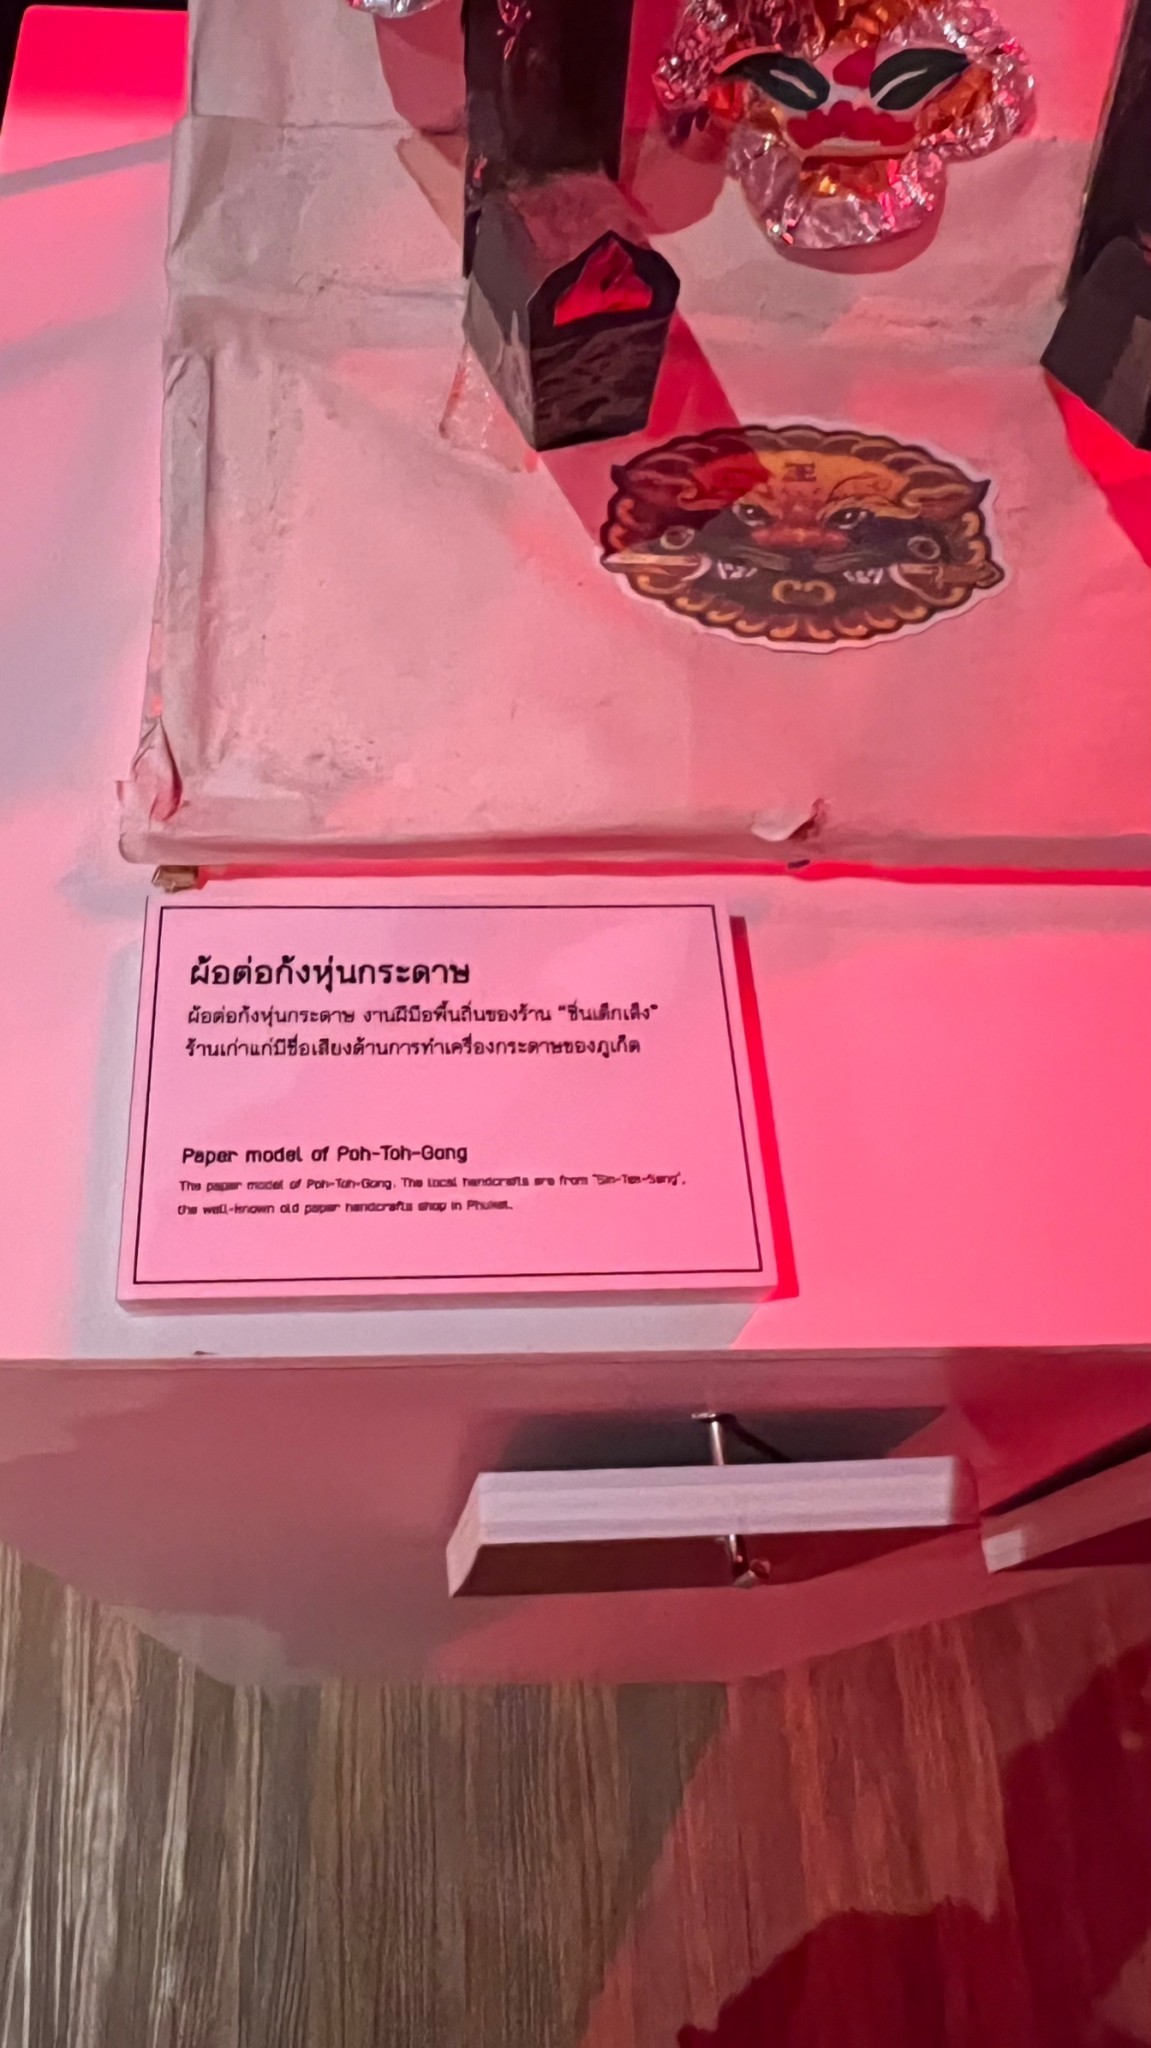 王
ผ้อต่อก้งหุ่นกระดาษ
ผ้อต่อก้งหุ่นกระดาษ งานฝีมือพื้นถิ่นของร้าน “ซิ่นเต็กเส็ง”
ร้านเก่าแก่มีชื่อเสียงด้านการทำเครื่องกระดาษของภูเก็ต
Paper model of Poh-Toh-Gong
The paper model of Poh-Toh-Gong. The local handcrafts are from "Sin-Tek-Seng",
the well-known old paper handcrafts shop in Phuket.